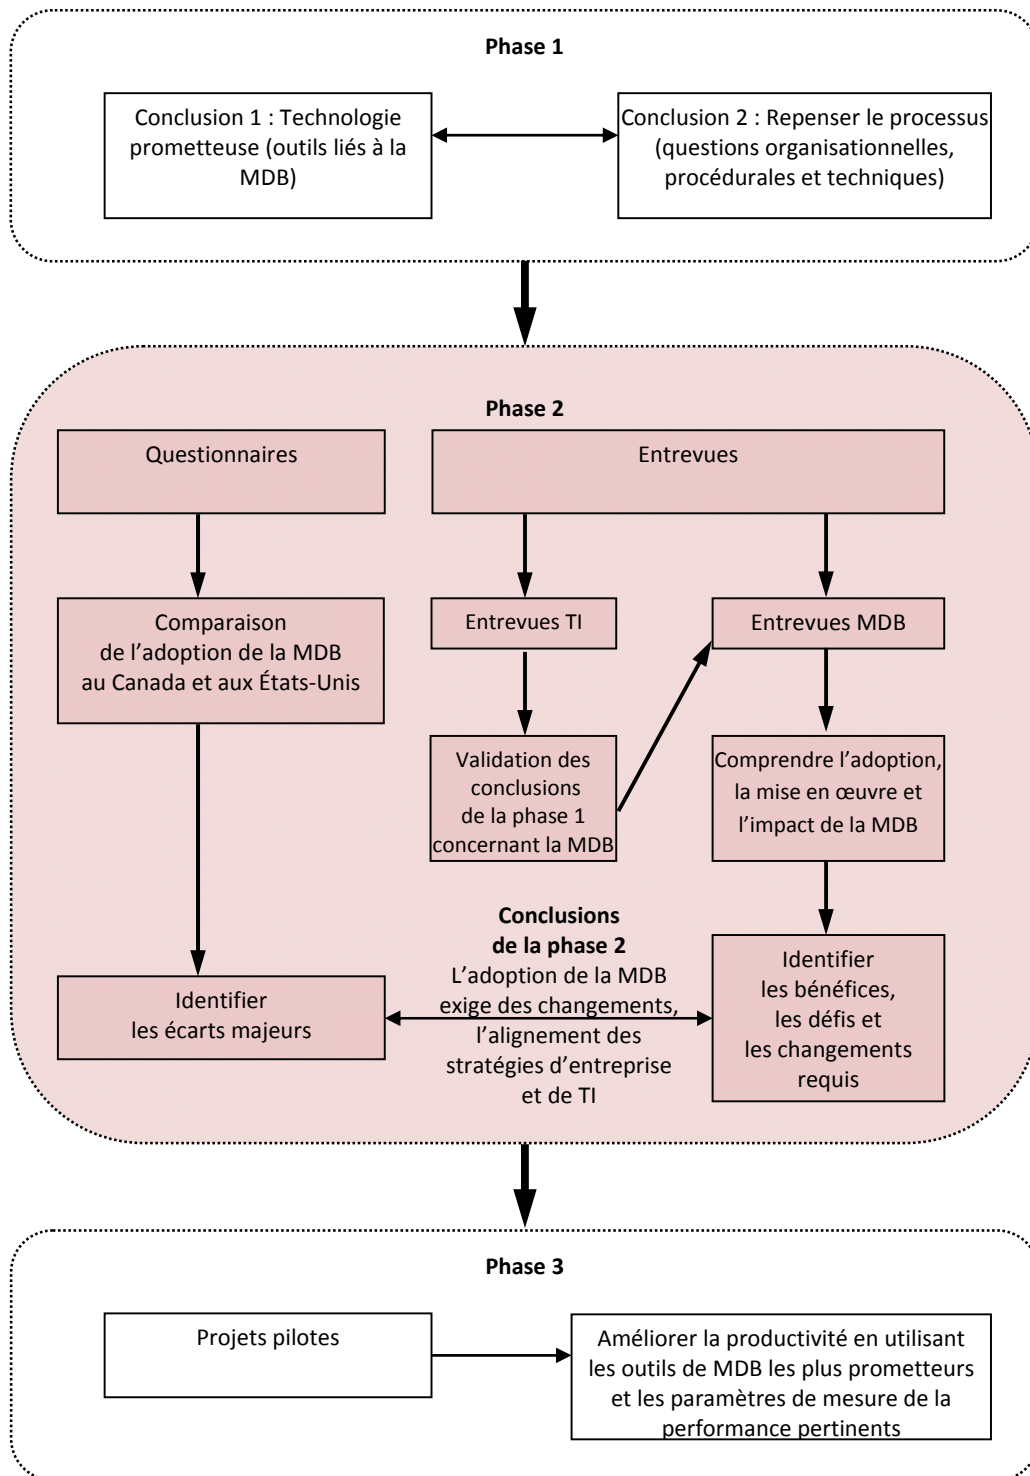 Phase 1
Conclusion 1 : Technologie
prometteuse (outils liés à la
MDB)
Conclusion 2 : Repenser le processus
(questions organisationnelles,
procédurales et techniques)
Phase 2
Questionnaires
Entrevues
Comparaison
de l’adoption de la MDB
au Canada et aux États-Unis
Entrevues TI
Entrevues MDB
Validation des
conclusions
de la phase 1
concernant la MDB
Comprendre l’adoption,
la mise en œuvre et
l’impact de la MDB
Identifier
les écarts majeurs
Conclusions
de la phase 2
L’adoption de la MDB
exige des changements,
l’alignement des
stratégies d’entreprise
et de TI
Identifier
les bénéfices,
les défis et
les changements
requis
Phase 3
Projets pilotes
Améliorer la productivité en utilisant
les outils de MDB les plus prometteurs
et les paramètres de mesure de la
performance pertinents